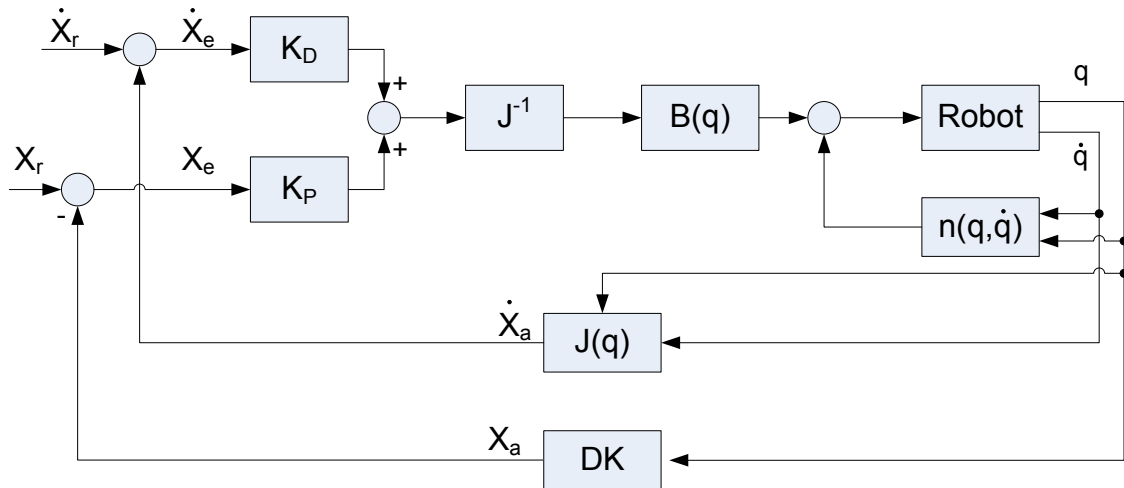 Ẋr
Ẋe
KD
+
J-1
B(q)
Robot
q
q̇
Xr
-
Xe
KP
+
n(q,q̇)
Ẋa
J(q)
Xa
DK